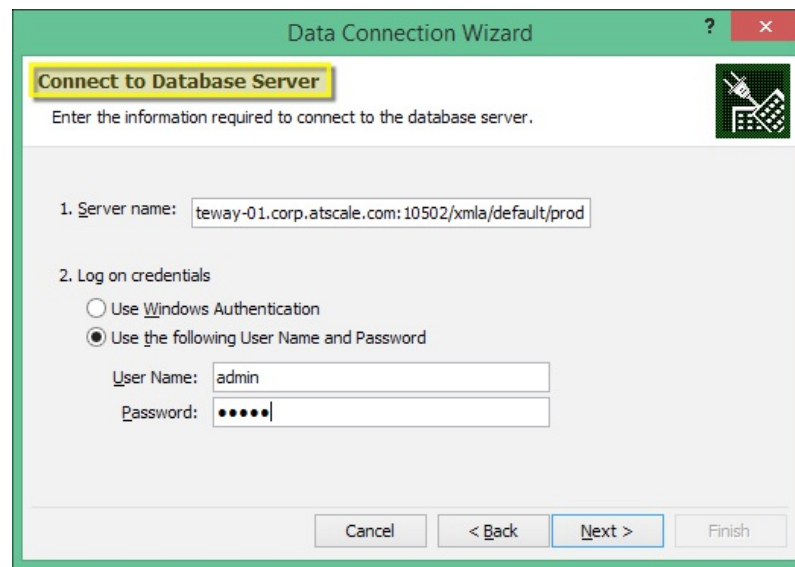 Data Connection Wizard
? ×
Connect to Database Server
Enter the information required to connect to the database server.
1. Server name: teway-01.corp.atscale.com:10502/xmla/default/prod
2. Log on credentials
Use Windows Authentication
Use the following User Name and Password
User Name: admin
Password: ●●●●●
Cancel < Back Next > Finish